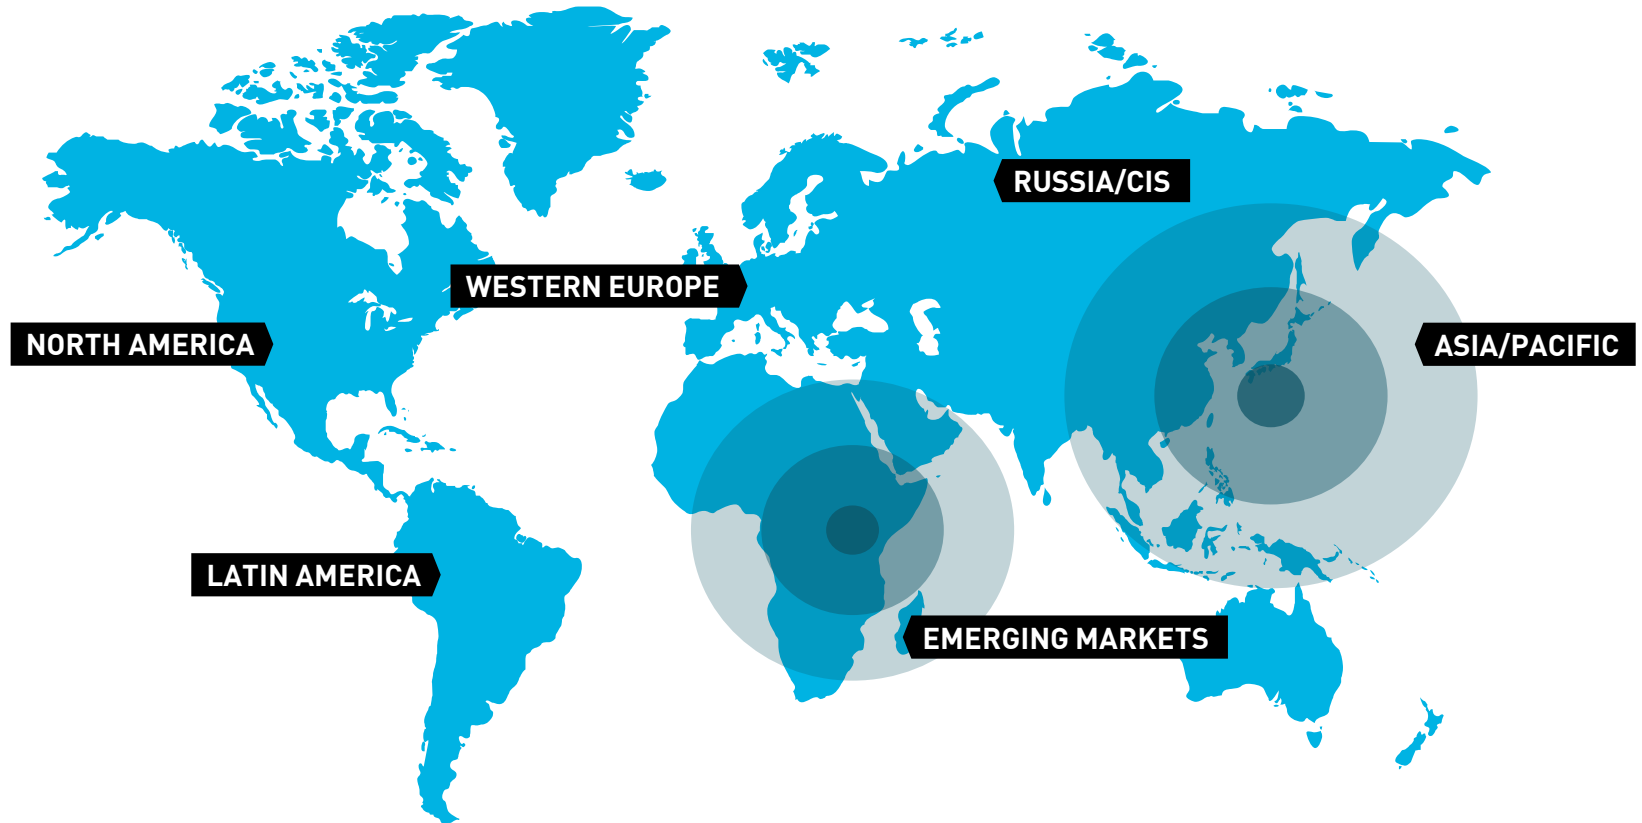 RUSSIA/CIS
WESTERN EUROPE
NORTH AMERICA
ASIA/PACIFIC
LATIN AMERICA
EMERGING MARKETS